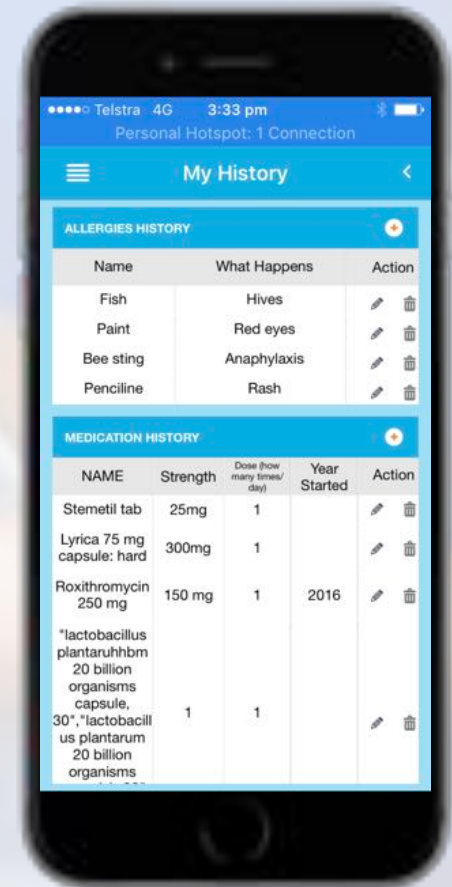 Telstra 4G 3:33 pm
Personal Hotspot: 1 Connection
My History
ALLERGIES HISTORY
Name What Happens Action
Fish Hives
Paint Red eyes
Bee sting Anaphylaxis
Penciline Rash
MEDICATION HISTORY
NAME Strength Dose (how many times/ day) Year Started Action
Stemetil tab 25mg 1
Lyrica 75 mg
capsule: hard 300mg 1
Roxithromycin
250 mg 150 mg 1 2016
"lactobacillus
plantaruhhbm
20 billion
organisms
capsule,
30","lactobacill 1 1
us plantarum
20 billion
organisms